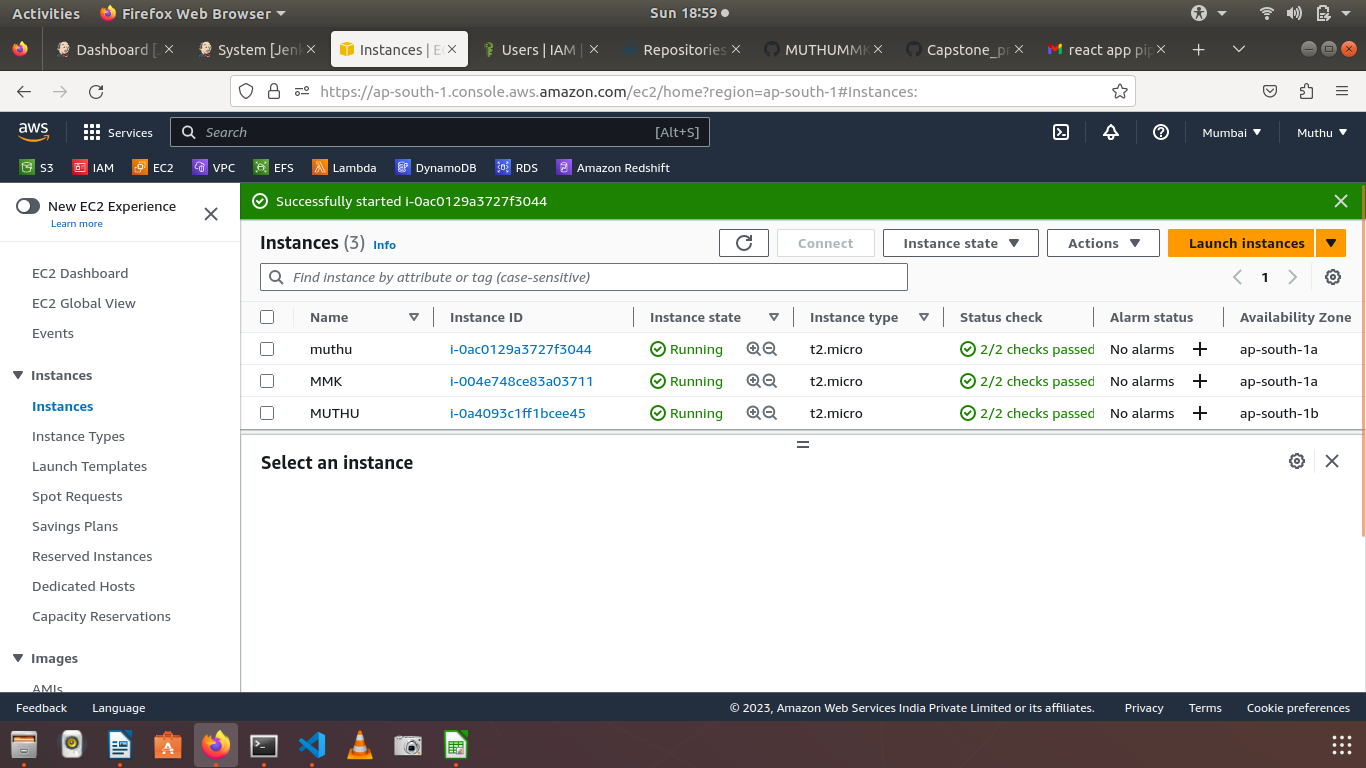 Activities Firefox Web Browser Sun 18:59
Dashboard [ System [Jen Instances | E Users | IAM | Repositories MUTHUMM Capstone_p react app pip
https://ap-south-1.console.aws.amazon.com/ec2/home?region=ap-south-1#Instances:
aws Services Search [Alt+S] Mumbai Muthu
S3 IAM EC2 VPC EFS Lambda DynamoDB RDS Amazon Redshift
New EC2 Experience
Learn more
EC2 Dashboard
EC2 Global View
Events
Instances
Instances
Instance Types
Launch Templates
Spot Requests
Savings Plans
Reserved Instances
Dedicated Hosts
Capacity Reservations
Images
AMIs
Successfully started i-0ac0129a3727f3044
Instances (3) Info Connect Instance state Actions Launch instances
Find instance by attribute or tag (case-sensitive) 1
Name Instance ID Instance state Instance type Status check Alarm status Availability Zone
muthu i-0ac0129a3727f3044 Running t2.micro 2/2 checks passed No alarms ap-south-1a
MMK i-004e748ce83a03711 Running t2.micro 2/2 checks passed No alarms ap-south-1a
MUTHU i-0a4093c1ff1bcee45 Running t2.micro 2/2 checks passed No alarms ap-south-1b
Select an instance
Feedback Language © 2023, Amazon Web Services India Private Limited or its affiliates. Privacy Terms Cookie preferences